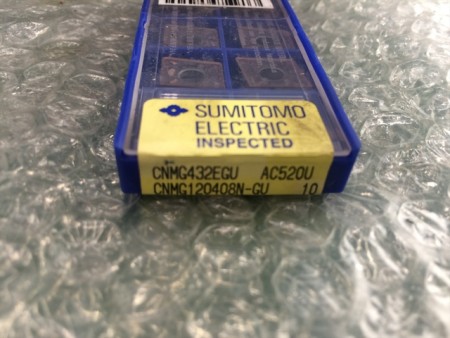 SUMITOMO
ELECTRIC
INSPECTED
CNMG432EGU AC520U
CNMG120408N-GU 10